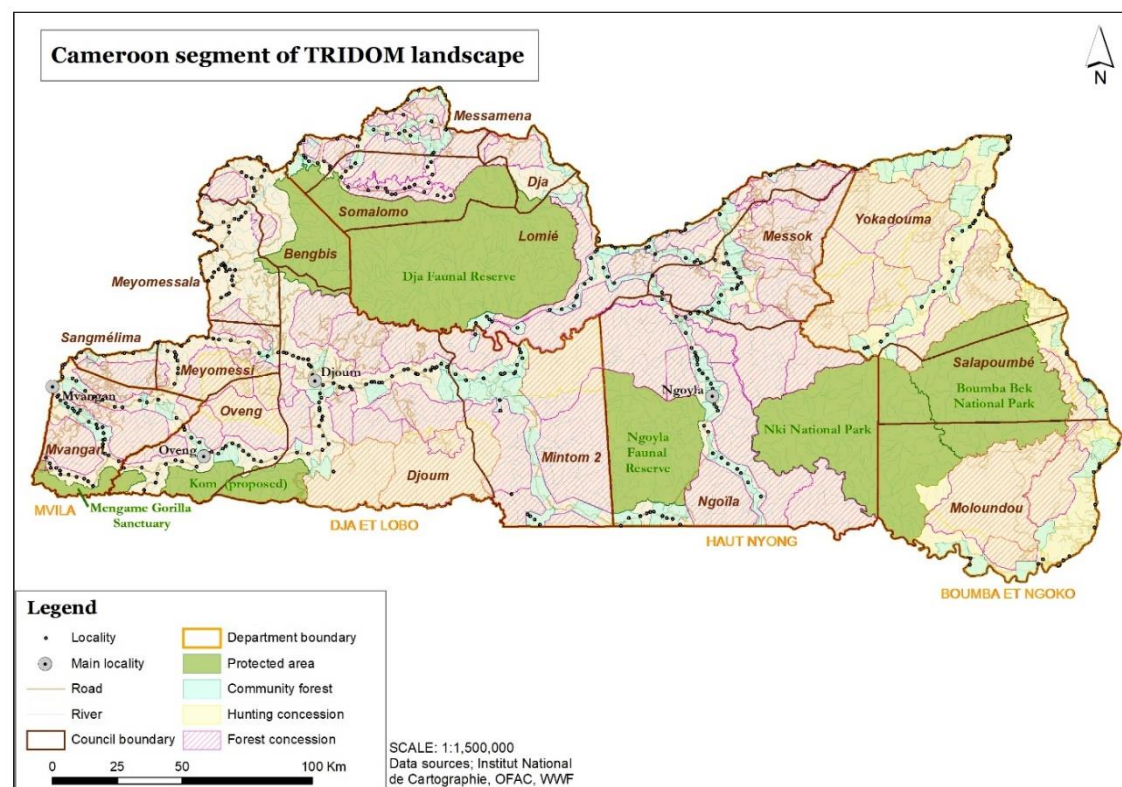 Cameroon segment of TRIDOM landscape
N
Messamena
Dja
Somalomo
Lomié
Yokadouma
Messok
Bengbis
Dja Faunal Reserve
Meyomessala
Sangmélima
Meyomessi
Djoum
Salapoumbé
Boumba Bek
National Park
Mvangan
Oveng
Ngoyla
Nki National Park
Ngoyla
Faunal
Reserve
Mvangan
Oveng
Mintom 2
Kom (proposed)
Djoum
Ngoïla
Moloundou
MVILA
Mengame Gorilla
Sanctuary
DJA ET LOBO
HAUT NYONG
BOUMBA ET NGOKO
Legend
Locality
Main locality
Road
River
Council boundary
Department boundary
Protected area
Community forest
Hunting concession
Forest concession
0 25 50 100 Km
SCALE: 1:1,500,000
Data sources; Institut National
de Cartographie, OFAC, WWF